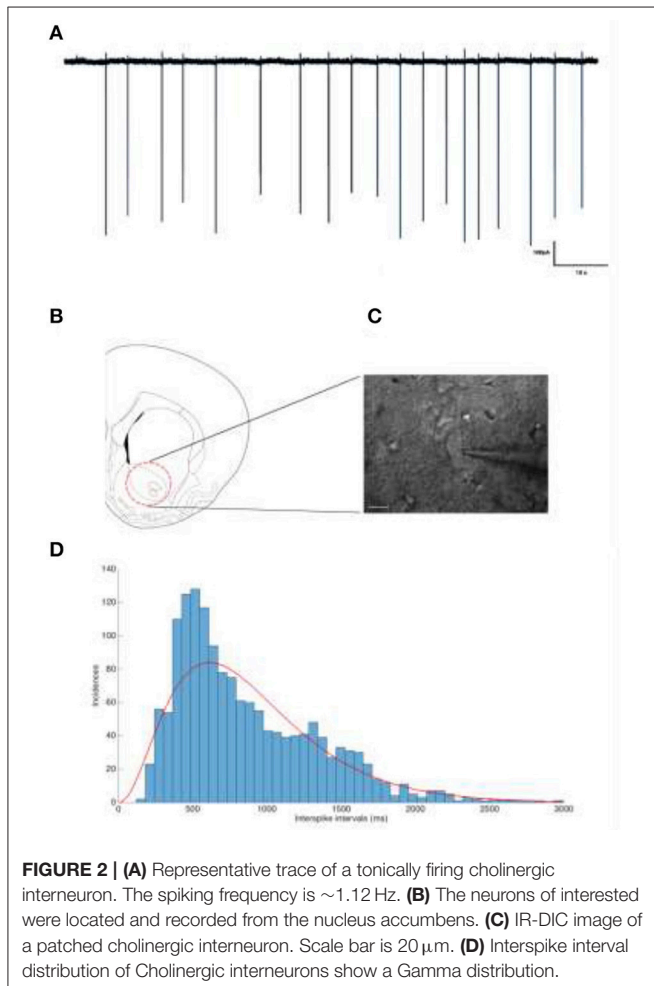 A
10 s
B
C
D
140
120
100
80
60
40
20
0
Incidences
500
1000
1500
2000
2500
3000
Interspike intervals (ms)
FIGURE 2 | (A) Representative trace of a tonically firing cholinergic
interneuron. The spiking frequency is ∼1.12 Hz. (B) The neurons of interested
were located and recorded from the nucleus accumbens. (C) IR-DIC image of
a patched cholinergic interneuron. Scale bar is 20 μm. (D) Interspike interval
distribution of Cholinergic interneurons show a Gamma distribution.